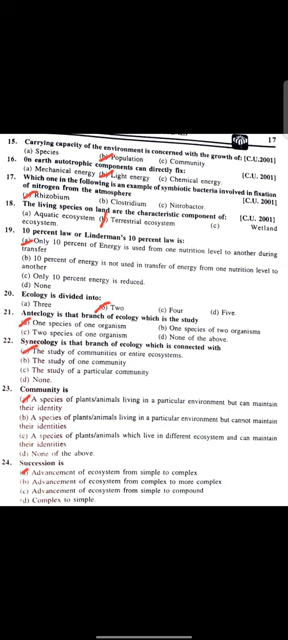 17
15. Carrying capacity of the environment is concerned with the growth of: [C.U.2001]
(a) Species (b) Population (c) Community.
16. On earth autotrophic components can directly fix: [C.U. 2001]
(a) Mechanical energy (b) Light energy (c) Chemical energy.
17. Which one in the following is an example of symbiotic bacteria involved in fixation
of nitrogen from the atmosphere [C.U. 2001]
(a) Rhizobium (b) Clostridium (c) Nitrobactor.
18. The living species on land are the characteristic component of: [C.U. 2001]
(a) Aquatic ecosystem (b) Terrestrial ecosystem (c) Wetland
ecosystem.
19. 10 percent law or Linderman's 10 percent law is:
(a) Only 10 percent of Energy is used from one nutrition level to another during
transfer
(b) 10 percent of energy is not used in transfer of energy from one nutrition level to
another
(c) Only 10 percent energy is reduced.
(d) None
20. Ecology is divided into:
(a) Three (b) Two (c) Four (d) Five.
21. Anteclogy is that branch of ecology which is the study
(a) One species of one organism (b) One species of two organisms
(c) Two species of one organism (d) None of the above.
22. Synecology is that branch of ecology which is connected with
(a) The study of communities or entire ecosystems.
(b) The study of one community
(c) The study of a particular community
(d) None.
23. Community is
(a) A species of plants/animals living in a particular environment but can maintain
their identity
(b) A species of plants/animals living in a particular environment but cannot maintain
their identities
(c) A species of plants/animals which live in different ecosystem and can maintain
their identities
(d) None of the above.
24. Succession is
(a) Advancement of ecosystem from simple to complex
(b) Advancement of ecosystem from complex to more complex
(c) Advancement of ecosystem from simple to compound
(d) Complex to simple.